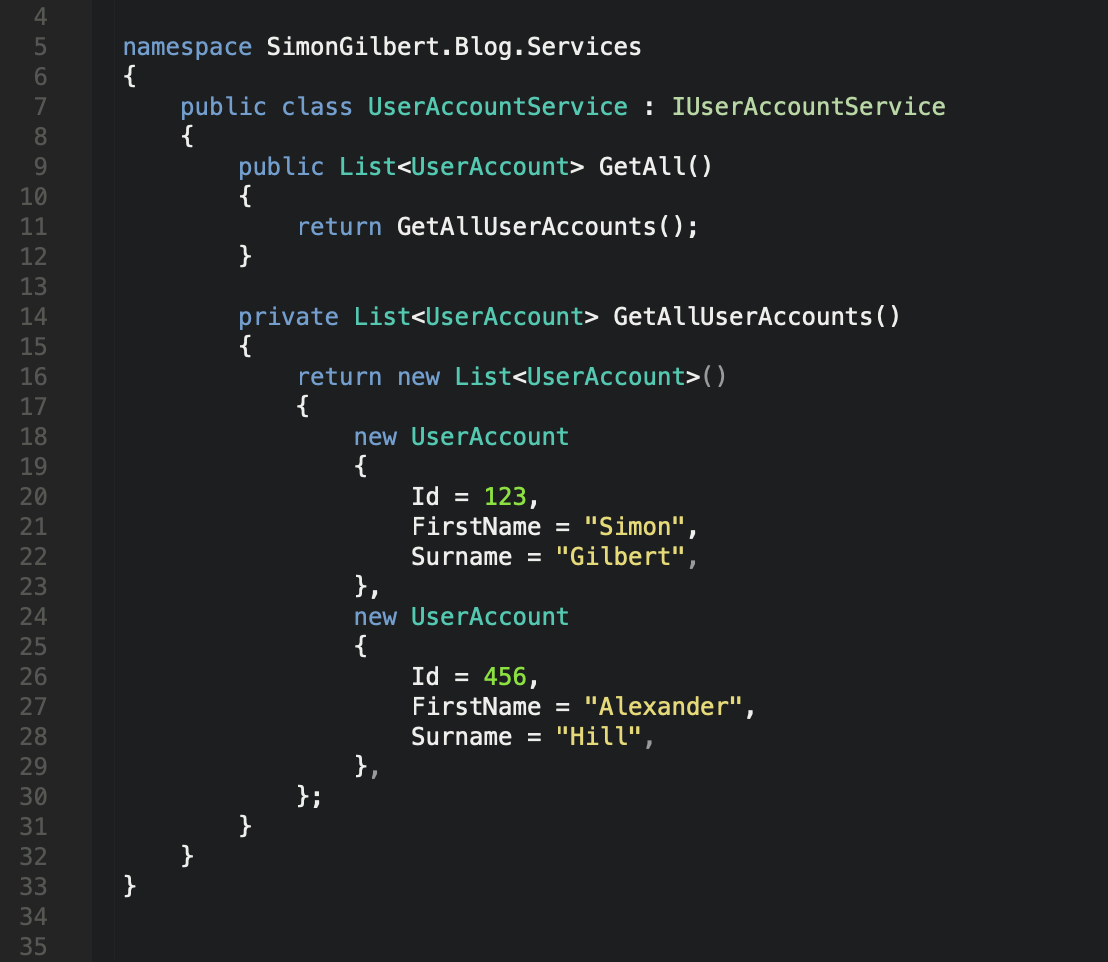 4
5 namespace SimonGilbert.Blog.Services
6 {
7     public class UserAccountService : IUserAccountService
8     {
9         public List<UserAccount> GetAll()
10         {
11             return GetAllUserAccounts();
12         }
13
14         private List<UserAccount> GetAllUserAccounts()
15         {
16             return new List<UserAccount>()
17             {
18                 new UserAccount
19                 {
20                     Id = 123,
21                     FirstName = "Simon",
22                     Surname = "Gilbert",
23                 },
24                 new UserAccount
25                 {
26                     Id = 456,
27                     FirstName = "Alexander",
28                     Surname = "Hill",
29                 },
30             };
31         }
32     }
33 }
34
35